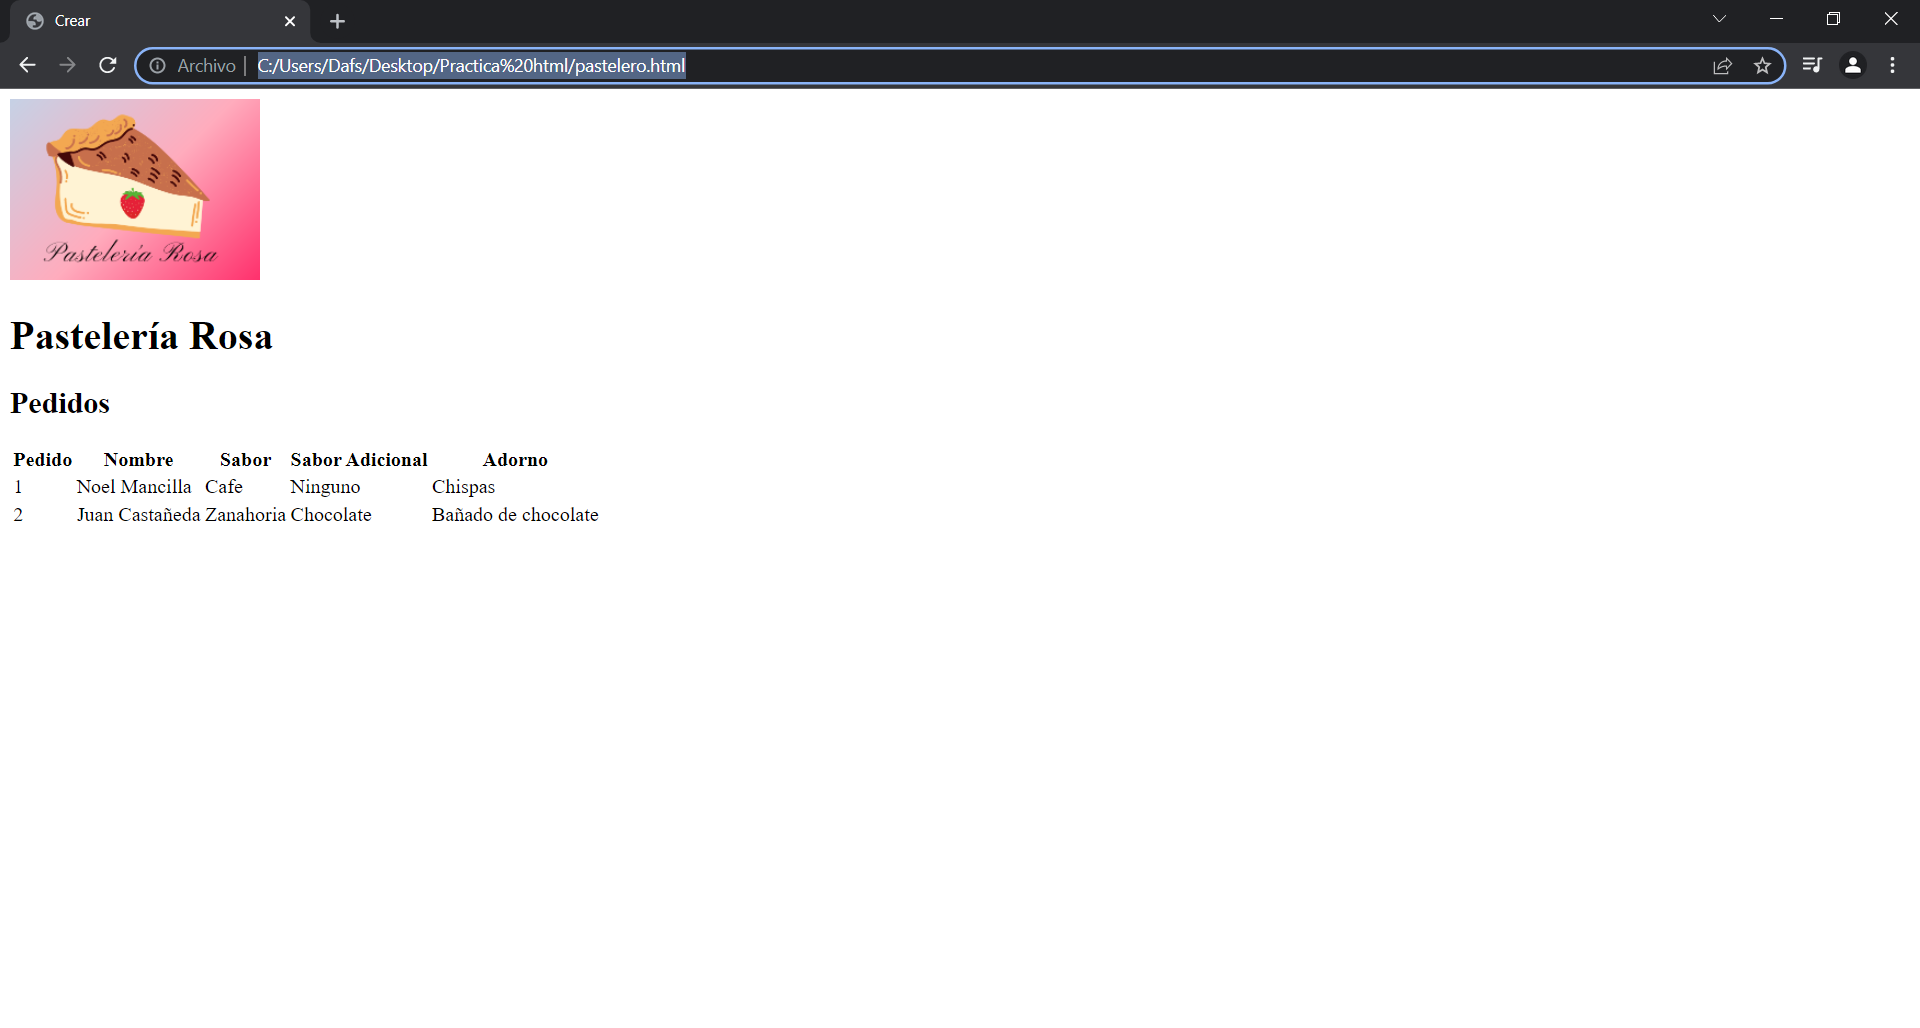 Crear
Archivo | C:/Users/Dafs/Desktop/Practica%20html/pastelero.html
Pastelería Rosa
Pastelería Rosa
Pedidos
Pedido Nombre Sabor Sabor Adicional Adorno
1 Noel Mancilla Cafe Ninguno Chispas
2 Juan Castañeda Zanahoria Chocolate Bañado de chocolate